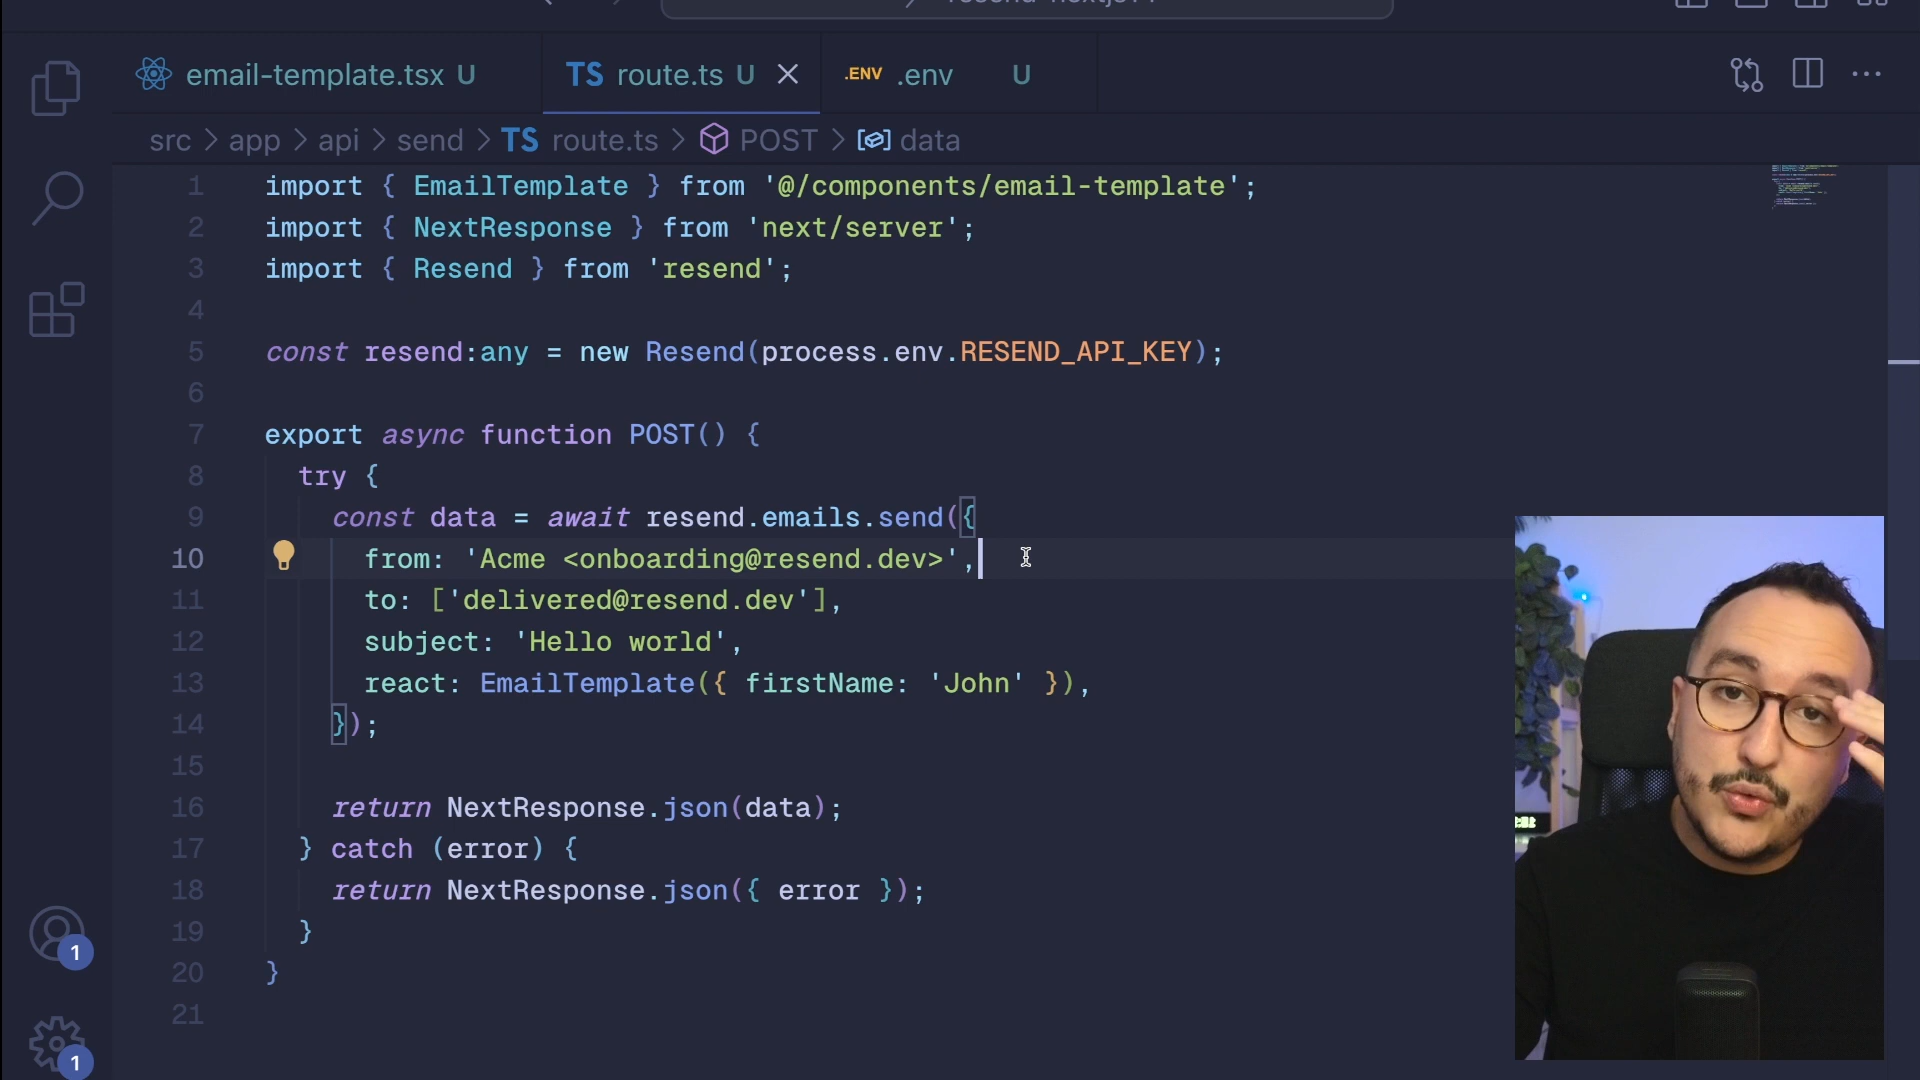 email-template.tsx U
TS route.ts U
.ENV .env U
src > app > api > send > TS route.ts > POST > data
1 import { EmailTemplate } from '@/components/email-template';
2 import { NextResponse } from 'next/server';
3 import { Resend } from 'resend';
4
5 const resend:any = new Resend(process.env.RESEND_API_KEY);
6
7 export async function POST() {
8 try {
9 const data = await resend.emails.send({
10 from: 'Acme <onboarding@resend.dev>',
11 to: ['delivered@resend.dev'],
12 subject: 'Hello world',
13 react: EmailTemplate({ firstName: 'John' }),
14 });
15
16 return NextResponse.json(data);
17 } catch (error) {
18 return NextResponse.json({ error });
19 }
20 }
21
1
1